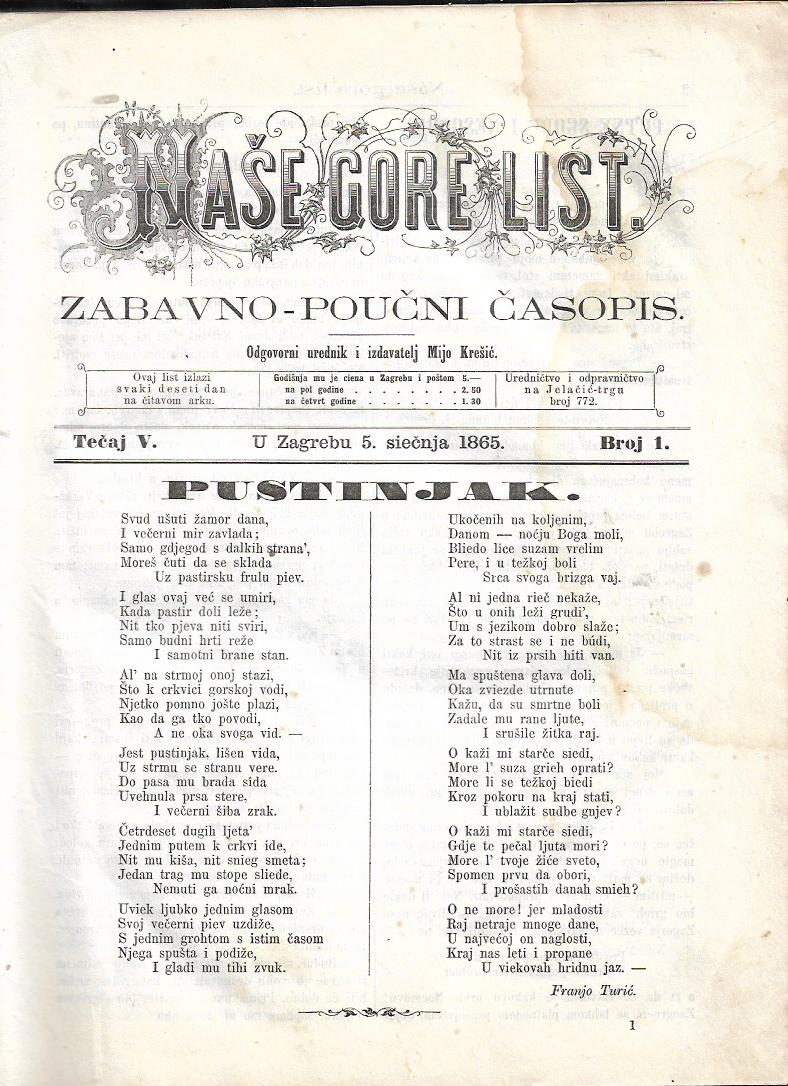 NAŠE GORE LIST.
ZABAVNO-POUČNI ČASOPIS.
Odgovorni urednik i izdavatelj Mijo Krešić.
Ovaj list izlazi
svaki deseti dan
na čitavom arku.
Godišnja mu je ciena u Zagrebu i poštom 5.—
na pol godine . . . . . . . . 2.50
na četvrt godine . . . . . . . 1.30
Uredničtvo i odpravničtvo
na Jelačić-trgu
broj 772.
Tečaj V. U Zagrebu 5. siečnja 1865. Broj 1.
PUSTINJAK.
Svud ušuti žamor dana,
I večerni mir zavlada;
Samo gdjegod s dalkih strana',
Moreš čuti da se sklada
Uz pastirsku frulu piev.
I glas ovaj već se umiri,
Kada pastir doli leže;
Nit tko pjeva niti sviri,
Samo budni hrti reže
I samotni brane stan.
Al' na strmoj onoj stazi,
Što k crkvici gorskoj vodi,
Njetko pomno jošte plazi,
Kao da ga tko povodi,
A ne oka svoga vid. —
Jest pustinjak, lišen vida,
Uz strmu se stranu vere.
Do pasa mu brada sida
Uvehnula prsa stere,
I večerni šiba zrak.
Četrdeset dugih ljeta'
Jednim putem k crkvi ide,
Nit mu kiša, nit snieg smeta;
Jedan trag mu stope sliede,
Nemuti ga noćni mrak.
Uviek ljubko jednim glasom
Svoj večerni piev uzdiže,
S jednim grohtom s istim časom
Njega spušta i podiže,
I gladi mu tihi zvuk.
Ukočenih na koljenim,
Danom — noćju Boga moli,
Bliedo lice suzam vrelim
Pere, i u težkoj boli
Srca svoga brizga vaj.
Al ni jedna rieč nekaže,
Što u onih leži grudi',
Um s jezikom dobro slaže;
Za to strast se i ne búdi,
Nit iz prsih hiti van.
Ma spuštena glava doli,
Oka zviezde utrnute
Kažu, da su smrtne boli
Zadale mu rane ljute,
I srušile žitka raj.
O kaži mi starče siedi,
More l' suza grieh oprati?
More li se težkoj biedi
Kroz pokoru na kraj stati,
I ublažit sudbe gnjev?
O kaži mi starče siedi,
Gdje te pečal ljuta mori?
More l' tvoje žiće sveto,
Spomen prvu da obori,
I prošastih danah smieh?
O ne more! jer mladosti
Raj netraje mnoge dane,
U najvećoj on naglosti,
Kraj nas leti i propane
U viekovah hridnu jaz. —
Franjo Turić.
1